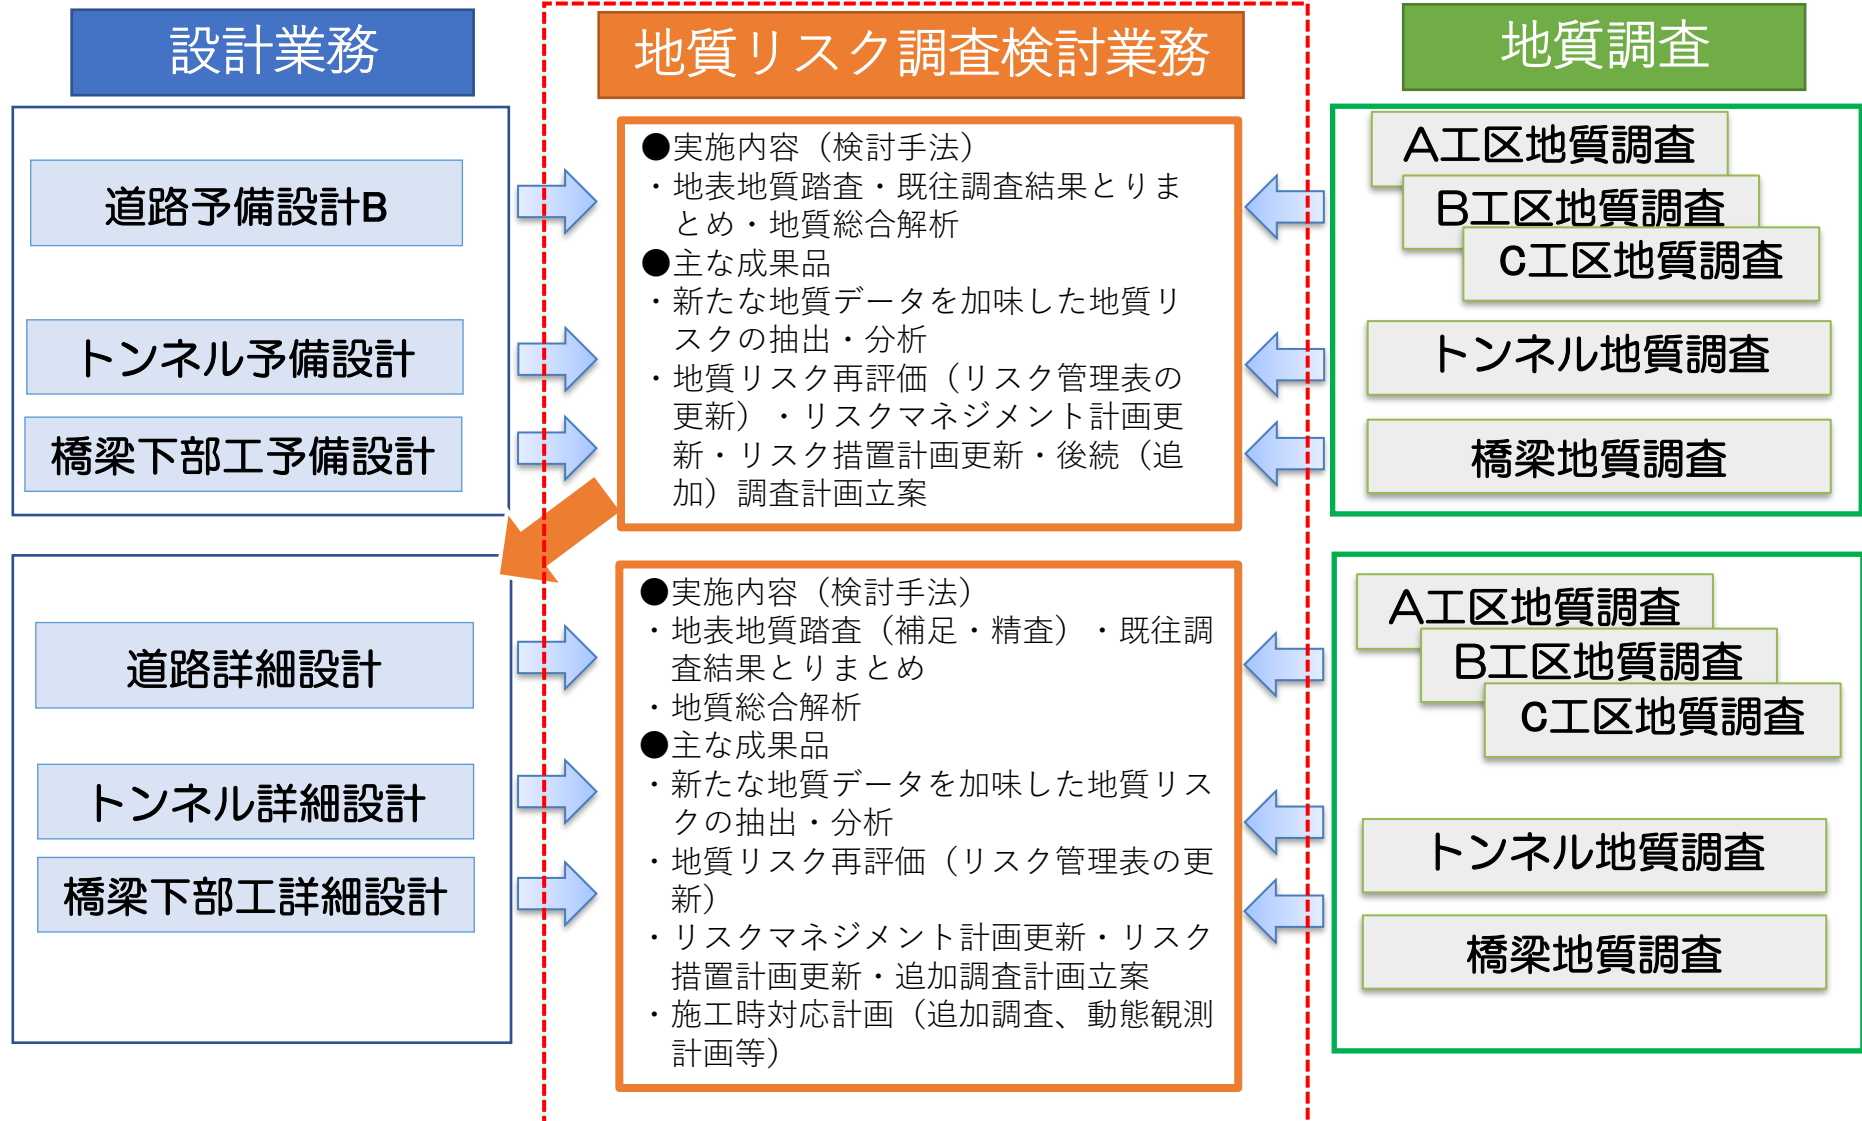 設計業務
地質リスク調査検討業務
地質調査
道路予備設計B
トンネル予備設計
橋梁下部工予備設計
●実施内容（検討手法）
・地表地質踏査・既往調査結果とりま
とめ・地質総合解析
●主な成果品
・新たな地質データを加味した地質リ
スクの抽出・分析
・地質リスク再評価（リスク管理表の
更新）・リスクマネジメント計画更
新・リスク措置計画更新・後続（追
加）調査計画立案
A工区地質調査
B工区地質調査
C工区地質調査
トンネル地質調査
橋梁地質調査
道路詳細設計
トンネル詳細設計
橋梁下部工詳細設計
●実施内容（検討手法）
・地表地質踏査（補足・精査）・既往調
査結果とりまとめ
・地質総合解析
●主な成果品
・新たな地質データを加味した地質リス
クの抽出・分析
・地質リスク再評価（リスク管理表の更
新）
・リスクマネジメント計画更新・リスク
措置計画更新・追加調査計画立案
・施工時対応計画（追加調査、動態観測
計画等）
A工区地質調査
B工区地質調査
C工区地質調査
トンネル地質調査
橋梁地質調査